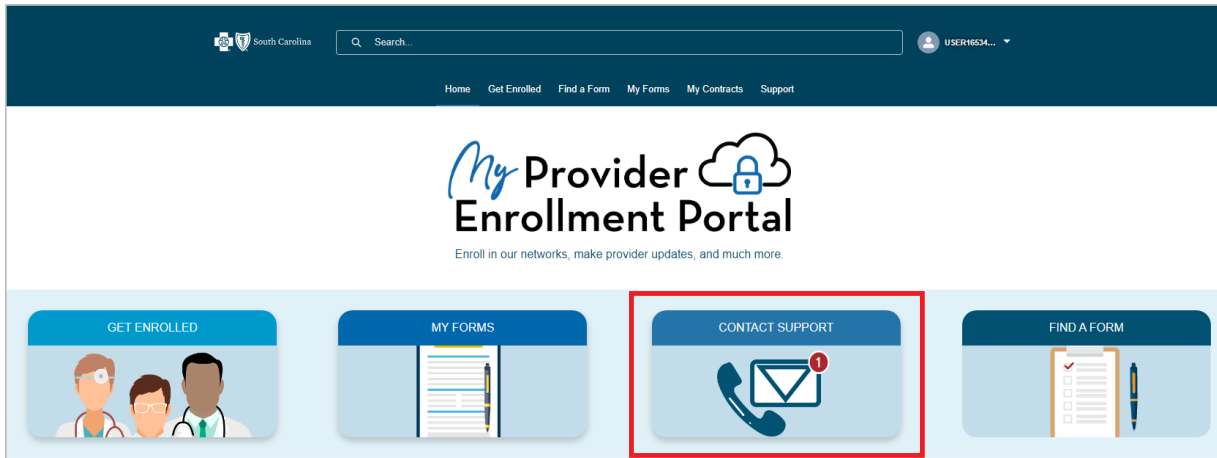 South Carolina
Search...
USER16534...
Home Get Enrolled Find a Form My Forms My Contracts Support
My Provider
Enrollment Portal
Enroll in our networks, make provider updates, and much more.
GET ENROLLED
MY FORMS
CONTACT SUPPORT
FIND A FORM
1